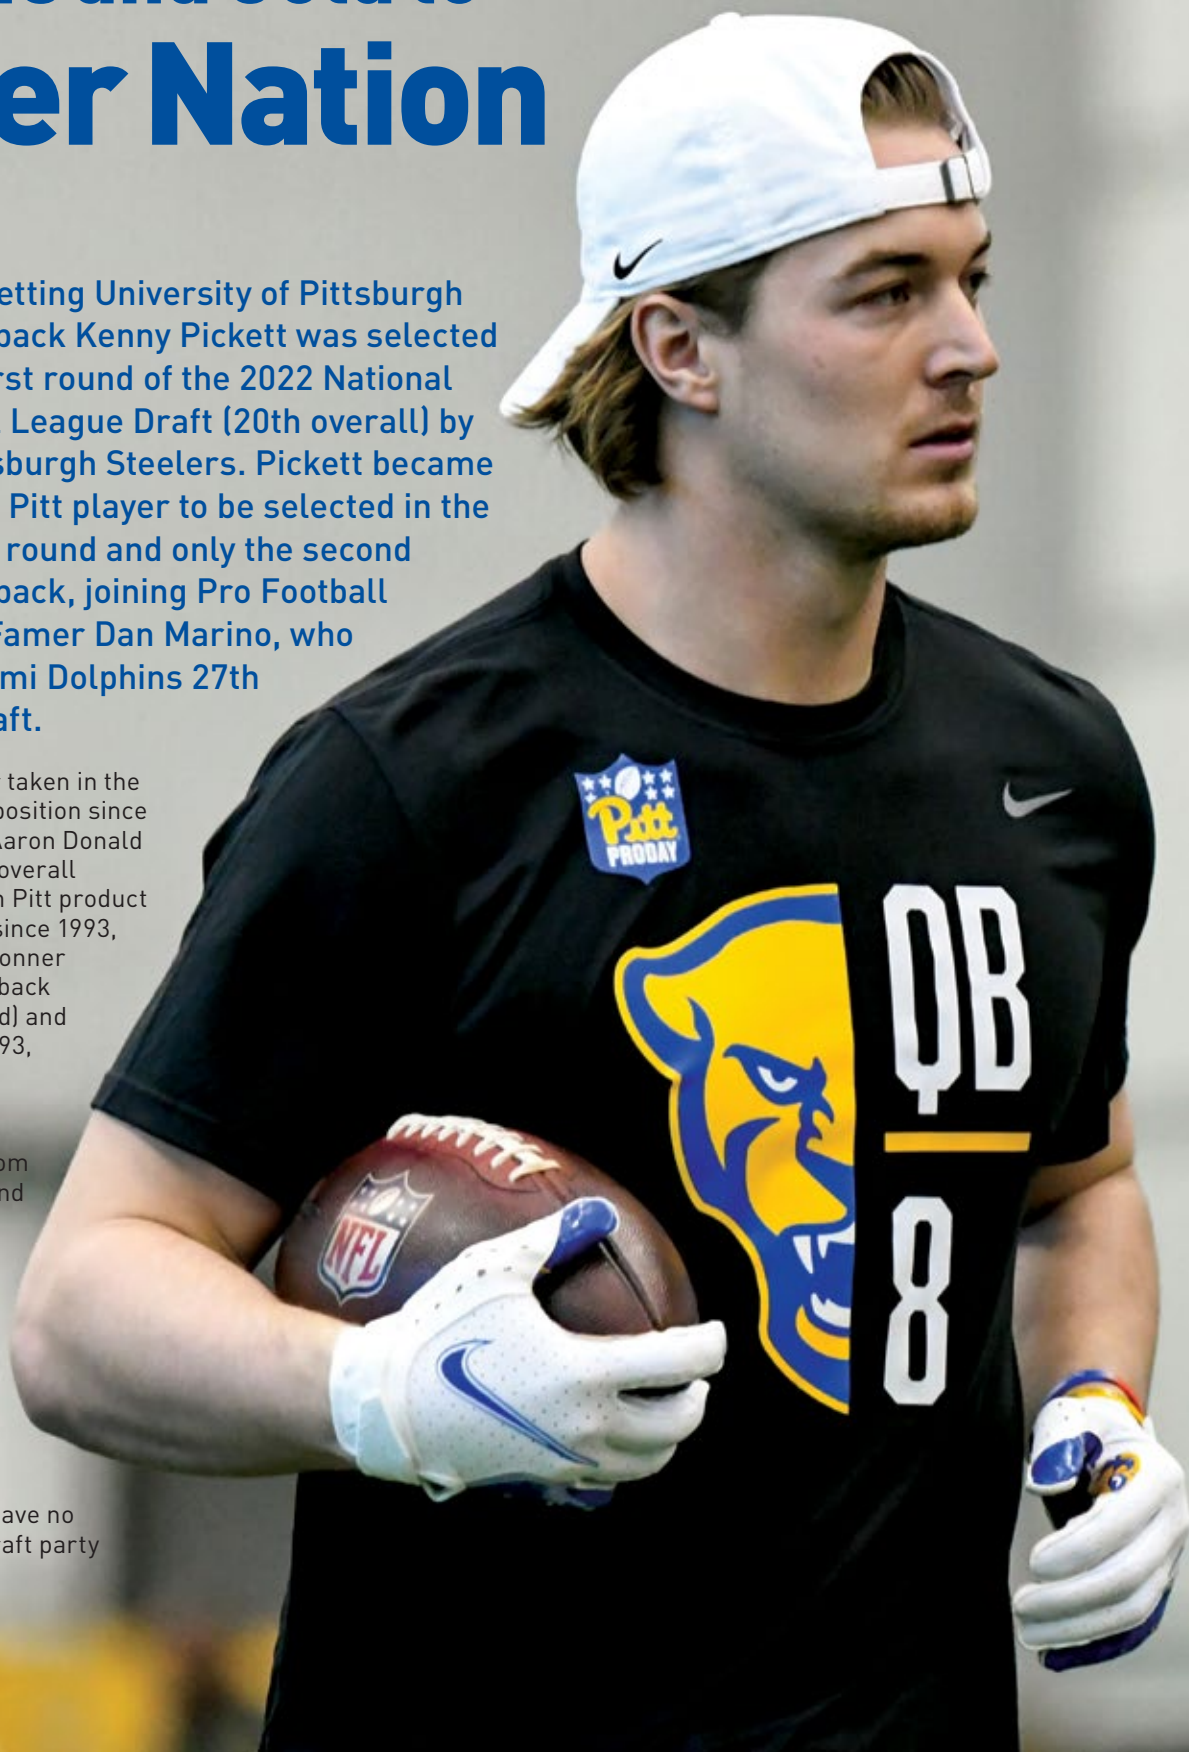 er Nation
etting University of Pittsburgh
back Kenny Pickett was selected
rst round of the 2022 National
League Draft (20th overall) by
sburgh Steelers. Pickett became
Pitt player to be selected in the
round and only the second
back, joining Pro Football
Famer Dan Marino, who
mi Dolphins 27th
aft.
taken in the
position since
Aaron Donald
overall
n Pitt product
since 1993,
onner
back
d) and
93,
om
nd
ave no
aft party
Pitt
PRO DAY
QB
8
NFL